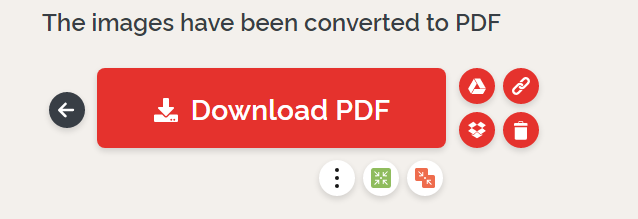 The images have been converted to PDF
Download PDF